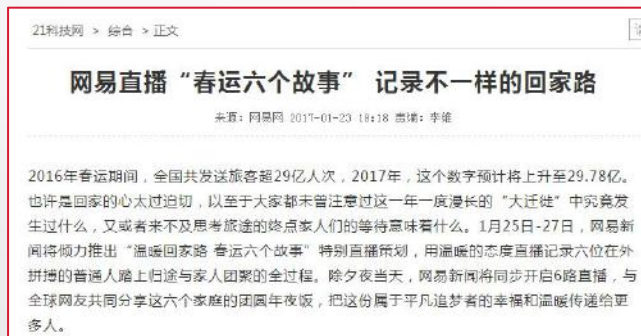 21科技网 > 综合 > 正文
网易直播“春运六个故事” 记录不一样的回家路
来源：网易网 2017-01-23 18:18 责编：李雄
2016年春运期间，全国共发送旅客超29亿人次，2017年，这个数字预计将上升至29.78亿。
也许是回家的心太过迫切，以至于大家都未曾注意过这一年一度漫长的“大迁徙”中究竟发
生过什么，又或者来不及思考旅途的终点家人们的等待意味着什么。1月25日-27日，网易新
闻将倾力推出“温暖回家路 春运六个故事”特别直播策划，用温暖的态度直播记录六位在外
拼搏的普通人踏上归途与家人团聚的全过程。除夕夜当天，网易新闻将同步开启6路直播，与
全球网友共同分享这六个家庭的团圆年夜饭，把这份属于平凡追梦者的幸福和温暖传递给更
多人。